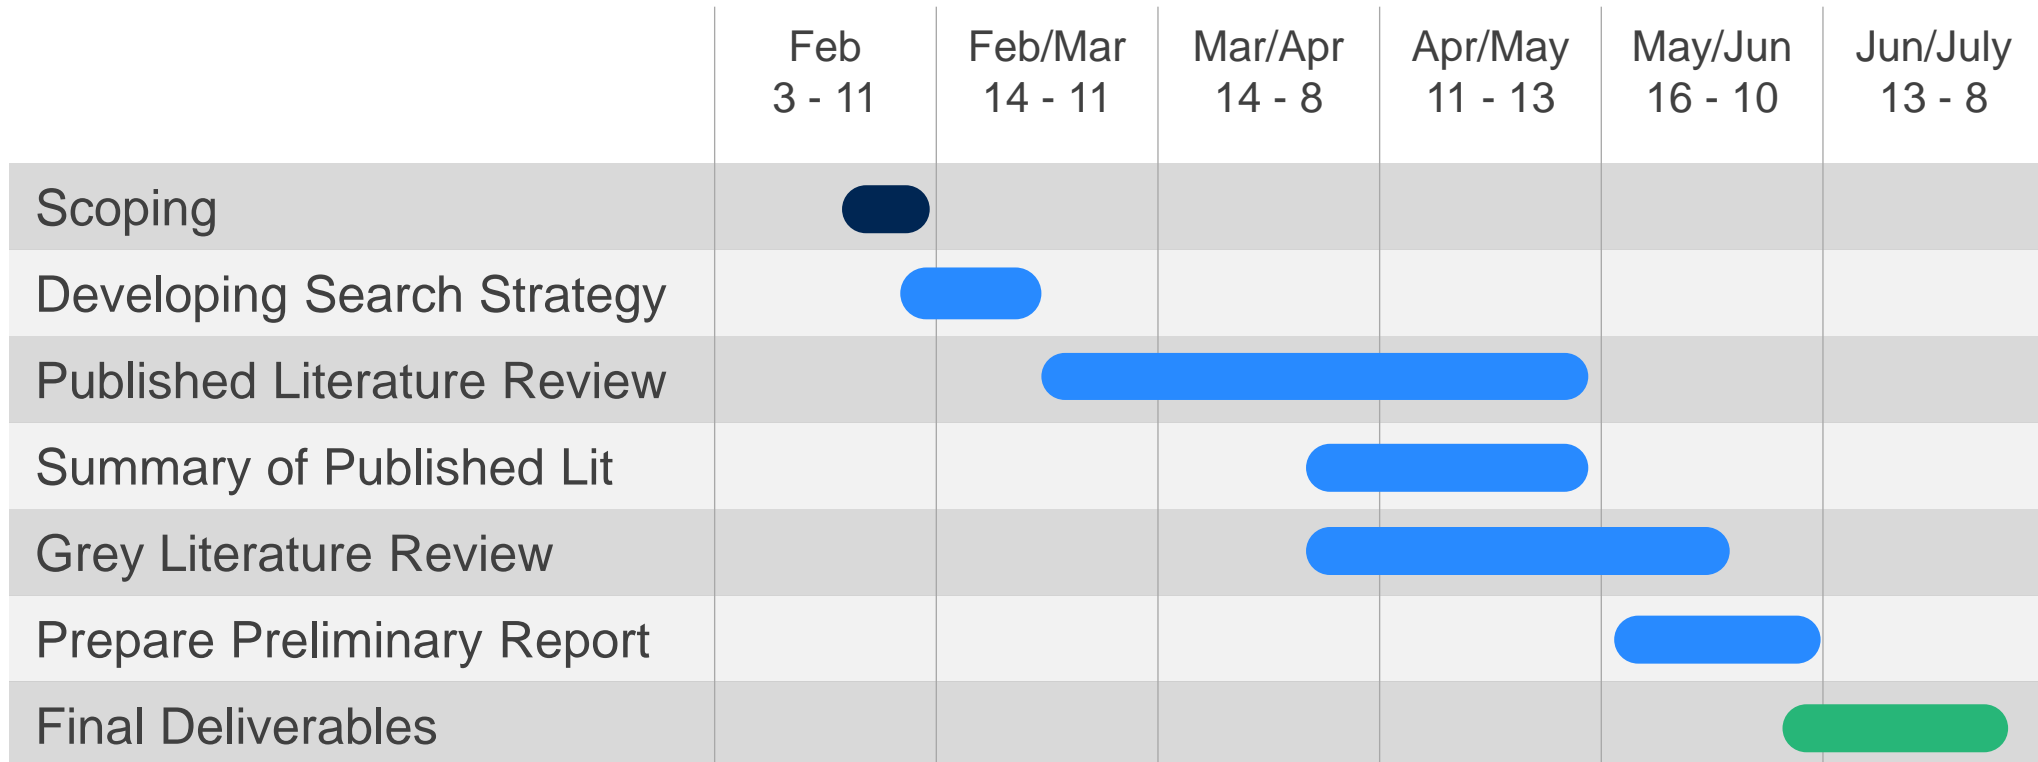 Feb
3 - 11
Feb/Mar
14 - 11
Mar/Apr
14 - 8
Apr/May
11 - 13
May/Jun
16 - 10
Jun/July
13 - 8
Scoping
Developing Search Strategy
Published Literature Review
Summary of Published Lit
Grey Literature Review
Prepare Preliminary Report
Final Deliverables